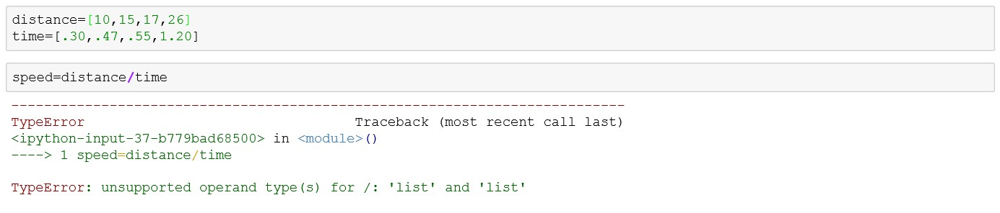 distance=[10,15,17,26]
time=[.30,.47,.55,1.20]
speed=distance/time
---------------------------------------------------------------------------
TypeError                                 Traceback (most recent call last)
<ipython-input-37-b779bad68500> in <module>()
----> 1 speed=distance/time
TypeError: unsupported operand type(s) for /: 'list' and 'list'